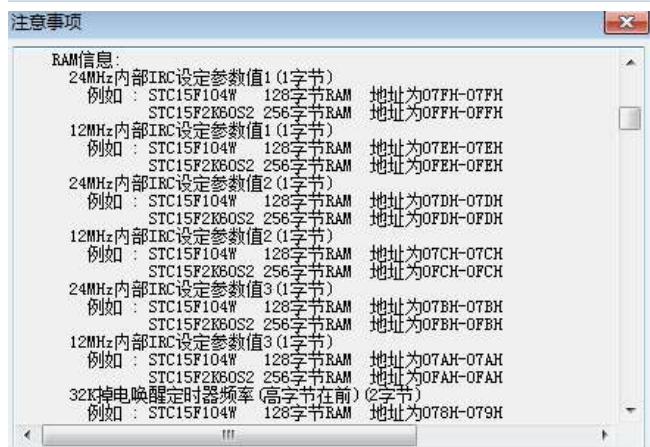 注意事项
RAM信息:
24MHz内部IRC设定参数值1(1字节)
例如 : STC15F104W 128字节RAM 地址为07FH-07FH
STC15F2K60S2 256字节RAM 地址为0FFH-0FFH
12MHz内部IRC设定参数值1(1字节)
例如 : STC15F104W 128字节RAM 地址为07EH-07EH
STC15F2K60S2 256字节RAM 地址为0FEH-0FEH
24MHz内部IRC设定参数值2(1字节)
例如 : STC15F104W 128字节RAM 地址为07DH-07DH
STC15F2K60S2 256字节RAM 地址为0FDH-0FDH
12MHz内部IRC设定参数值2(1字节)
例如 : STC15F104W 128字节RAM 地址为07CH-07CH
STC15F2K60S2 256字节RAM 地址为0FCH-0FCH
24MHz内部IRC设定参数值3(1字节)
例如 : STC15F104W 128字节RAM 地址为07BH-07BH
STC15F2K60S2 256字节RAM 地址为0FBH-0FBH
12MHz内部IRC设定参数值3(1字节)
例如 : STC15F104W 128字节RAM 地址为07AH-07AH
STC15F2K60S2 256字节RAM 地址为0FAH-0FAH
32K掉电唤醒定时器频率(高字节在前)(2字节)
例如 : STC15F104W 128字节RAM 地址为078H-079H